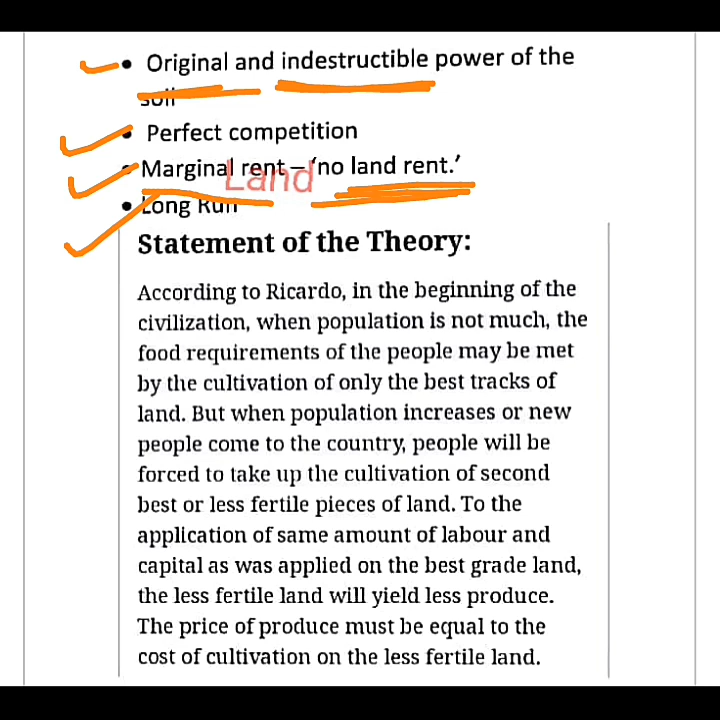 Original and indestructible power of the
soil
Perfect competition
Marginal rent – ‘no land rent.’
Land
Long Run
Statement of the Theory:
According to Ricardo, in the beginning of the
civilization, when population is not much, the
food requirements of the people may be met
by the cultivation of only the best tracks of
land. But when population increases or new
people come to the country, people will be
forced to take up the cultivation of second
best or less fertile pieces of land. To the
application of same amount of labour and
capital as was applied on the best grade land,
the less fertile land will yield less produce.
The price of produce must be equal to the
cost of cultivation on the less fertile land.